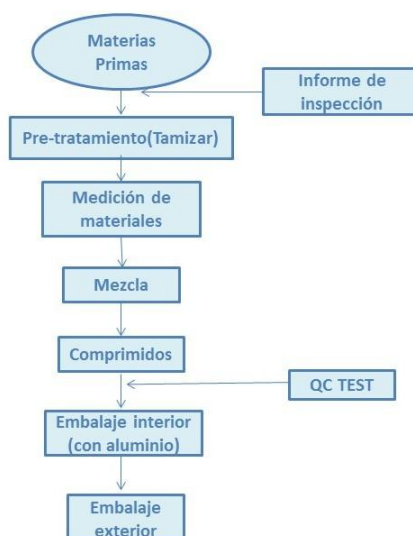 Materias
Primas
Informe de
inspección
Pre-tratamiento(Tamizar)
Medición de
materiales
Mezcla
Comprimidos
QC TEST
Embalaje interior
(con aluminio)
Embalaje
exterior